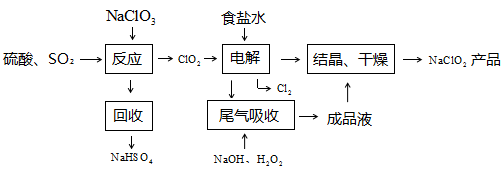 NaClO₃ 食盐水
硫酸、SO₂ 反应 ClO₂ 电解 结晶、干燥 NaClO₂ 产品
Cl₂
回收 尾气吸收 成品液
NaHSO₄ NaOH、H₂O₂